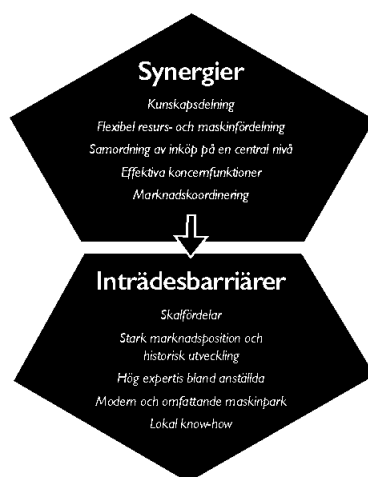 Synergier
Kunskapsdelning
Flexibel resurs- och maskinfördelning
Samordning av inköp på en central nivå
Effektiva koncernfunktioner
Marknadskoordinering
Inträdesbarriärer
Skalfördelar
Stark marknadsposition och
historisk utveckling
Hög expertis bland anställda
Modern och omfattande maskinpark
Lokal know-how